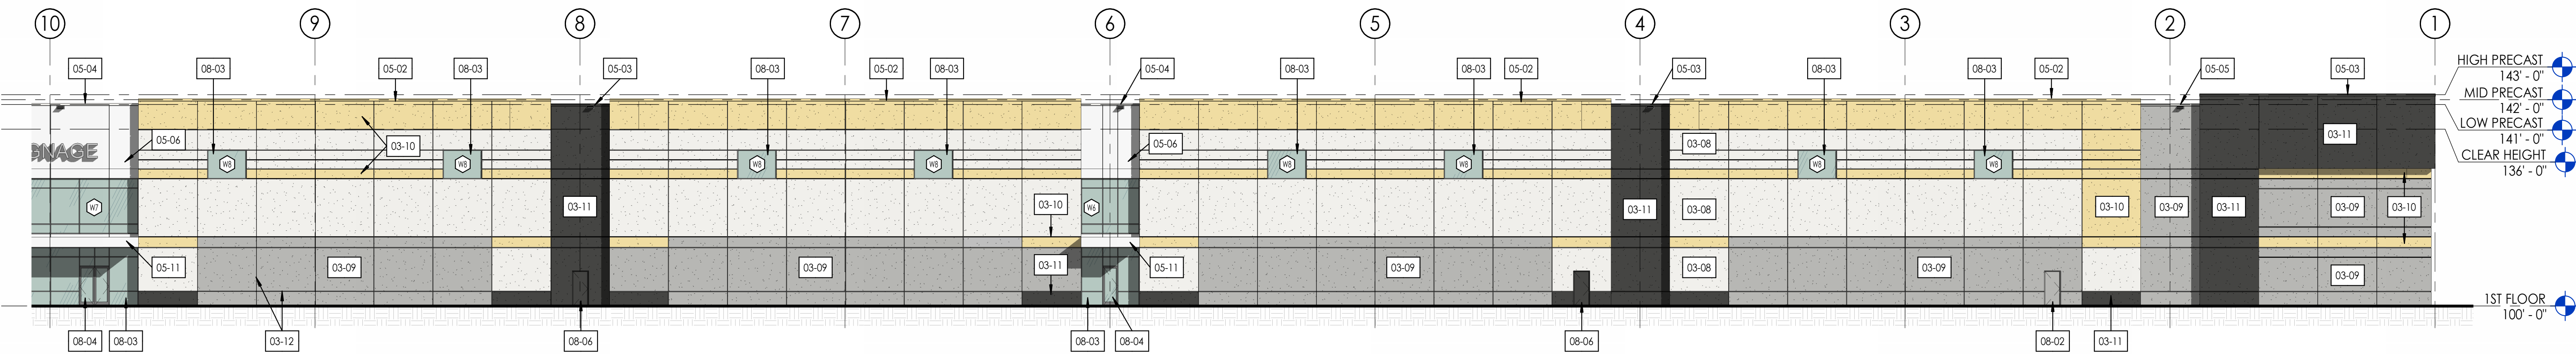 10 9 8 7 6 5 4 3 2 1
05-04 08-03 05-02 08-03 05-03 08-03 05-02 08-03 05-04 08-03 08-03 05-02 05-03 08-03 08-03 05-02 05-05 05-03
HIGH PRECAST
143' - 0"
MID PRECAST
142' - 0"
LOW PRECAST
141' - 0"
CLEAR HEIGHT
136' - 0"
05-06 03-10 05-06 03-08 03-11
GNAGE
W8 W8 W8 W8 W8 W8 W8 W8
W7 03-11 03-10 W6 03-11 03-08 03-10 03-09 03-11 03-09 03-10
05-11 03-09 03-09 03-11 05-11 03-09 03-08 03-09 03-09
1ST FLOOR
100' - 0"
08-04 08-03 03-12 08-06 08-03 08-04 08-06 08-02 03-11